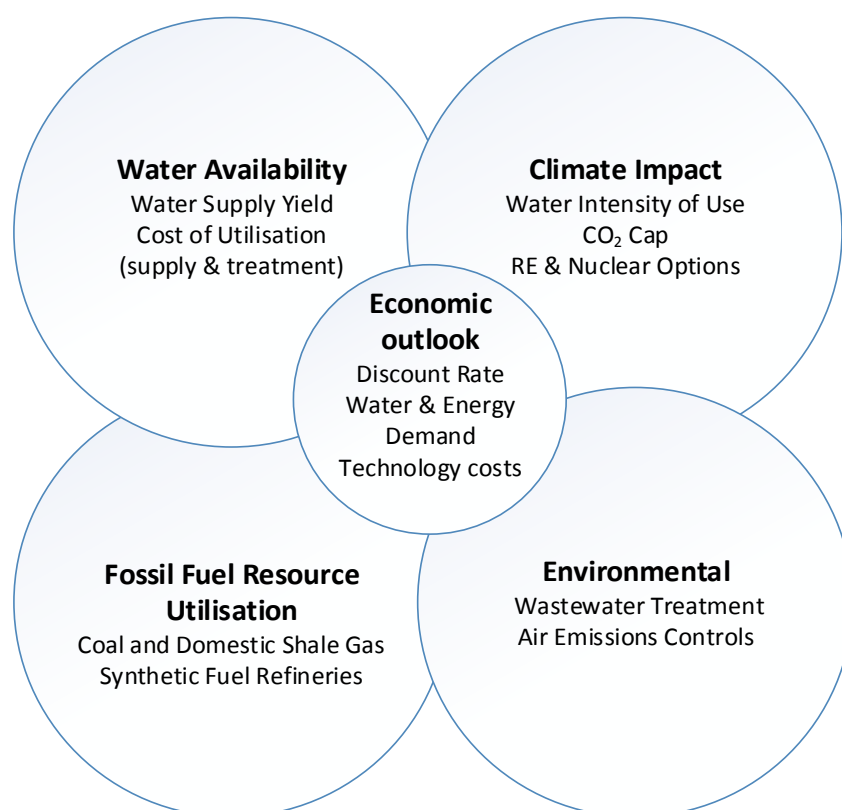 Water Availability
Water Supply Yield
Cost of Utilisation
(supply & treatment)
Climate Impact
Water Intensity of Use
CO₂ Cap
RE & Nuclear Options
Economic
outlook
Discount Rate
Water & Energy
Demand
Technology costs
Fossil Fuel Resource
Utilisation
Coal and Domestic Shale Gas
Synthetic Fuel Refineries
Environmental
Wastewater Treatment
Air Emissions Controls